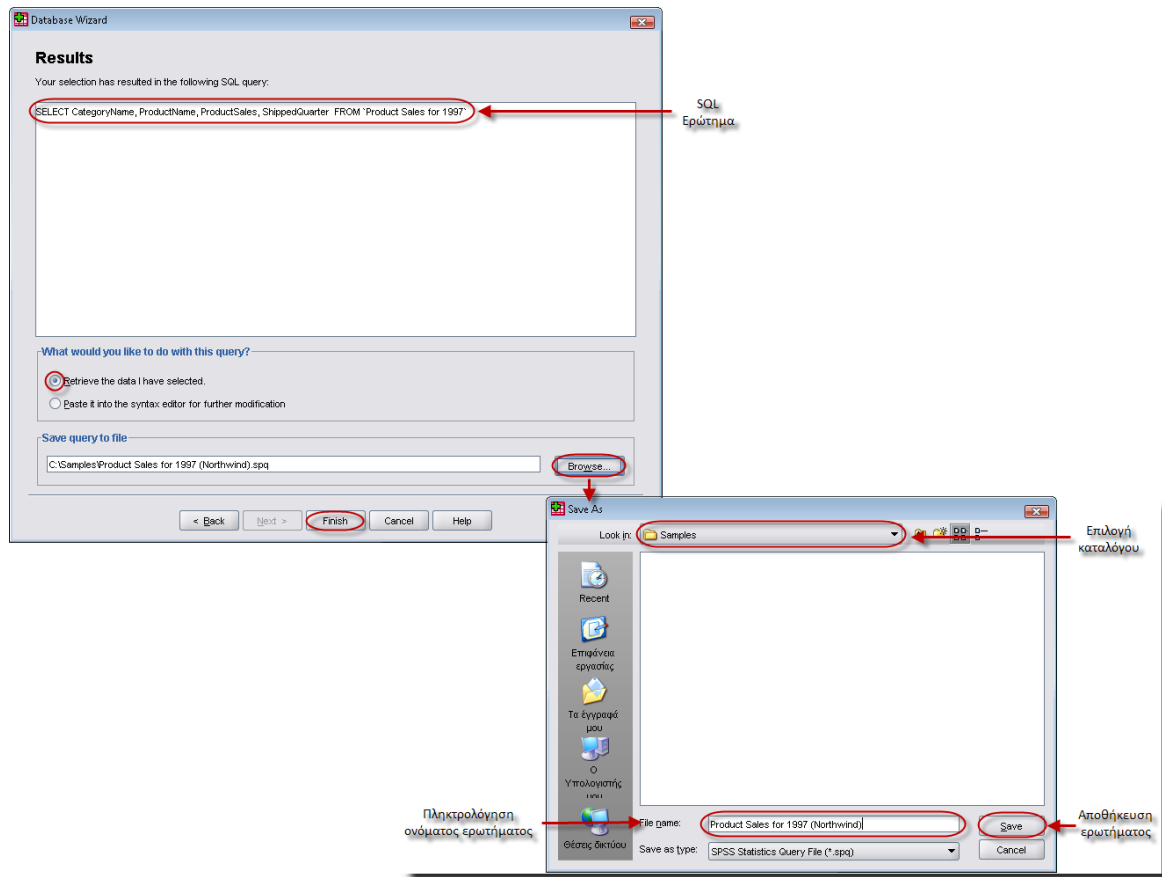 Database Wizard
Results
Your selection has resulted in the following SQL query:
SELECT CategoryName, ProductName, ProductSales, ShippedQuarter FROM `Product Sales for 1997`
SQL
Ερώτημα
What would you like to do with this query?
Retrieve the data I have selected.
Paste it into the syntax editor for further modification
Save query to file
C:\Samples\Product Sales for 1997 (Northwind).spq
Browse...
< Back
Next >
Finish
Cancel
Help
Save As
Look in:
Samples
Επιλογή
καταλόγου
Recent
Επιφάνεια
εργασίας
Τα έγγραφά
μου
Ο
Υπολογιστής
μου
Θέσεις δικτύου
Πληκτρολόγηση
ονόματος ερωτήματος
File name:
Product Sales for 1997 (Northwind)
Save
Αποθήκευση
ερωτήματος
Save as type:
SPSS Statistics Query File (*.spq)
Cancel